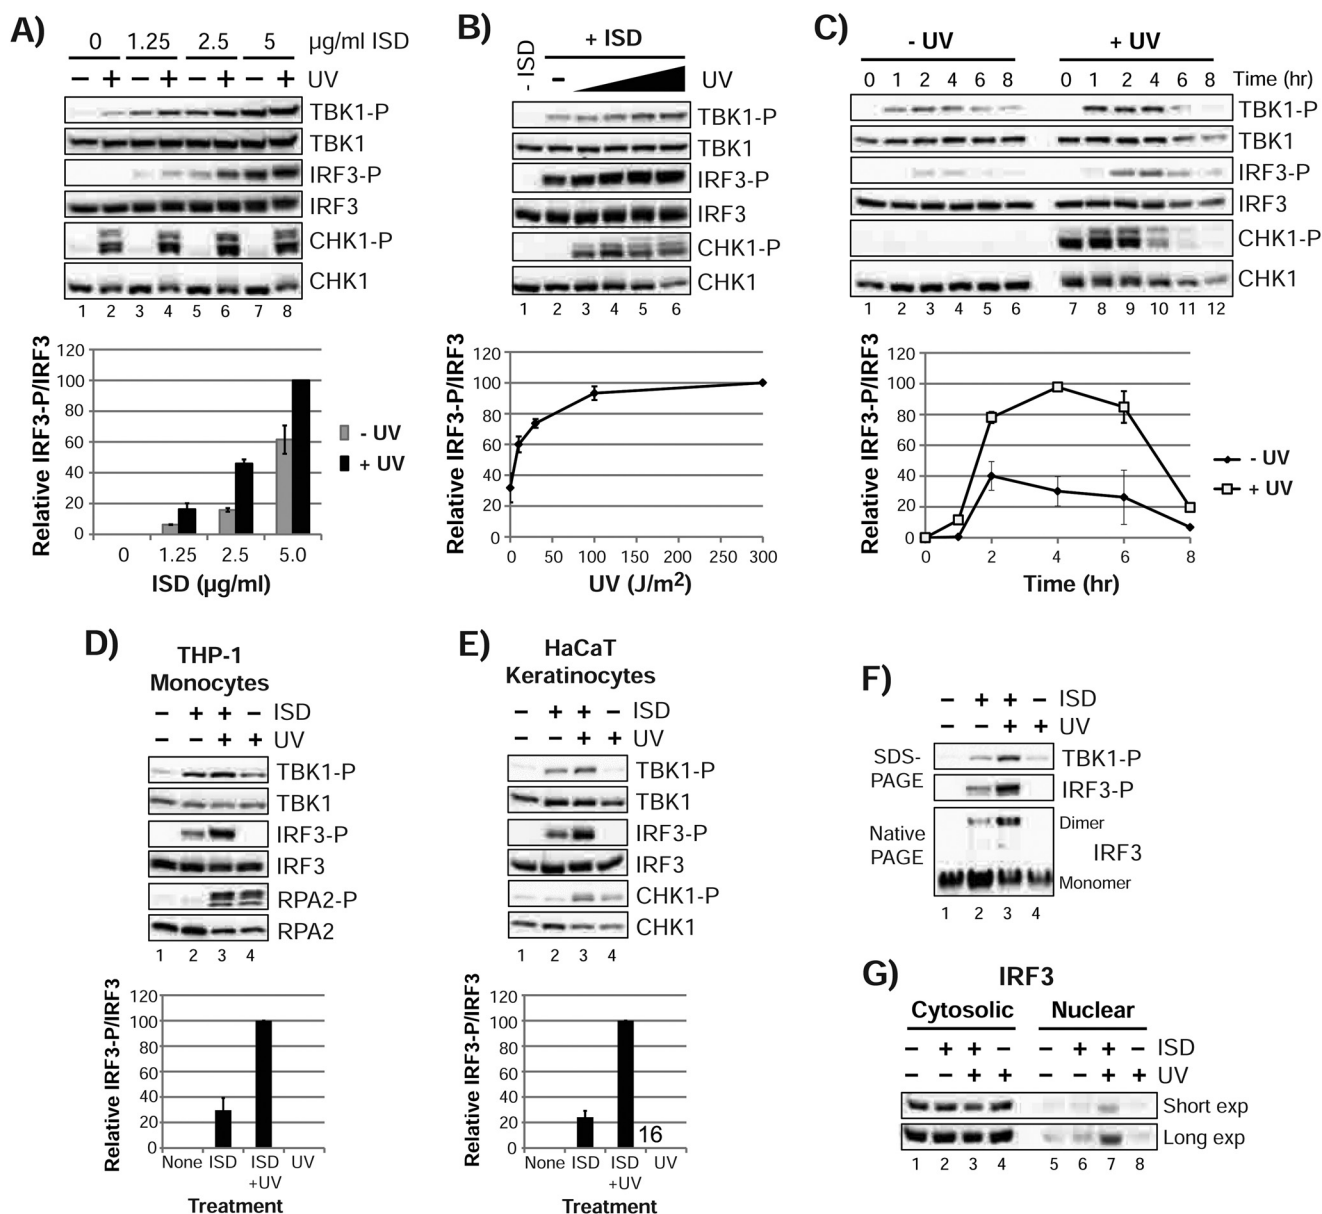 A)
0 1.25 2.5 5 µg/ml ISD
− + − + − + − + UV
TBK1-P
TBK1
IRF3-P
IRF3
CHK1-P
CHK1
1 2 3 4 5 6 7 8
Relative IRF3-P/IRF3
120
100
80
60
40
20
0
0 1.25 2.5 5.0
ISD (µg/ml)
- UV
+ UV
B)
- ISD
+ ISD
− UV
TBK1-P
TBK1
IRF3-P
IRF3
CHK1-P
CHK1
1 2 3 4 5 6
Relative IRF3-P/IRF3
120
100
80
60
40
20
0
0 50 100 150 200 250 300
UV (J/m2)
C)
- UV + UV
0 1 2 4 6 8 0 1 2 4 6 8 Time (hr)
TBK1-P
TBK1
IRF3-P
IRF3
CHK1-P
CHK1
1 2 3 4 5 6 7 8 9 10 11 12
Relative IRF3-P/IRF3
120
100
80
60
40
20
0
0 2 4 6 8
Time (hr)
- UV
+ UV
D)
THP-1
Monocytes
− + + − ISD
− − + + UV
TBK1-P
TBK1
IRF3-P
IRF3
RPA2-P
RPA2
1 2 3 4
Relative IRF3-P/IRF3
120
100
80
60
40
20
0
None ISD ISD UV
+UV
Treatment
E)
HaCaT
Keratinocytes
− + + − ISD
− − + + UV
TBK1-P
TBK1
IRF3-P
IRF3
CHK1-P
CHK1
1 2 3 4
Relative IRF3-P/IRF3
120
100
80
60
40
20
0
16
None ISD ISD UV
+UV
Treatment
F)
− + + − ISD
− − + + UV
SDS-
PAGE
TBK1-P
IRF3-P
Native
PAGE
Dimer
IRF3
Monomer
1 2 3 4
G)
IRF3
Cytosolic Nuclear
− + + − − + + − ISD
− − + + − − + + UV
Short exp
Long exp
1 2 3 4 5 6 7 8